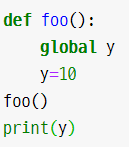 def foo():
    global y
    y=10
foo()
print(y)